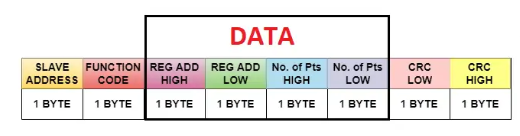 DATA
SLAVE ADDRESS FUNCTION CODE REG ADD HIGH REG ADD LOW No. of Pts HIGH No. of Pts LOW CRC LOW CRC HIGH
1 BYTE 1 BYTE 1 BYTE 1 BYTE 1 BYTE 1 BYTE 1 BYTE 1 BYTE